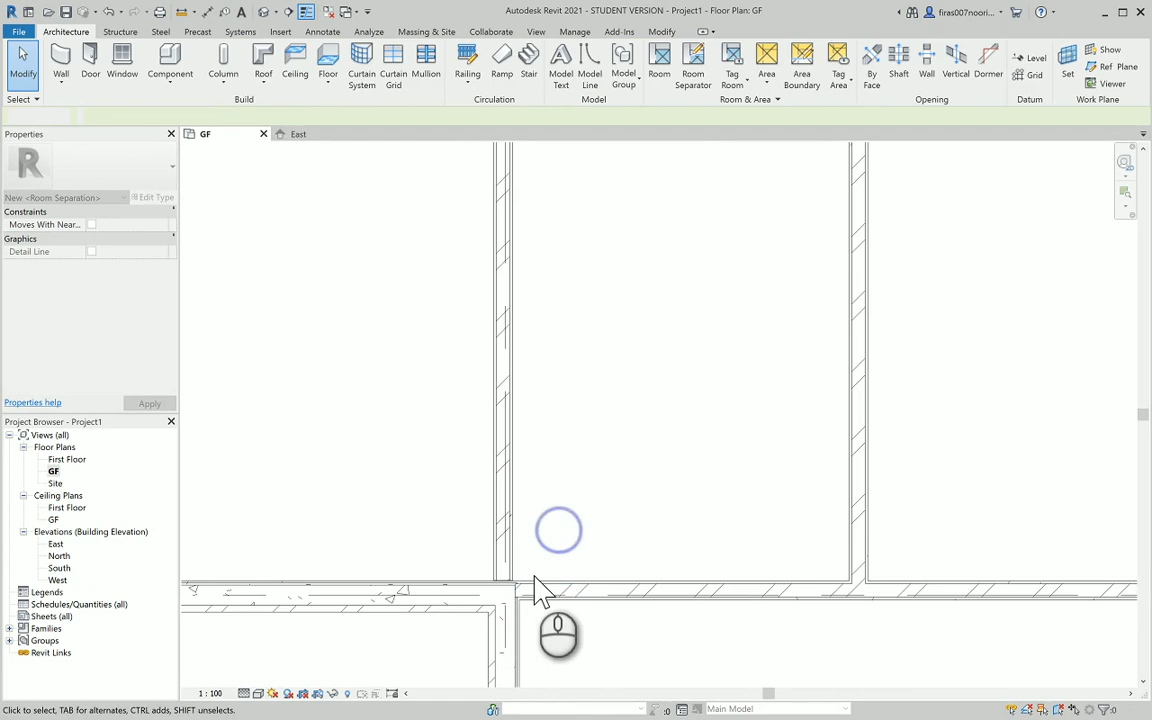 Autodesk Revit 2021 - STUDENT VERSION - Project1 - Floor Plan: GF
firas007noori...
File
Architecture
Structure
Steel
Precast
Systems
Insert
Annotate
Analyze
Massing & Site
Collaborate
View
Manage
Add-Ins
Modify
Modify
Wall
Door
Window
Component
Column
Roof
Ceiling
Floor
Curtain System
Curtain Grid
Mullion
Railing
Ramp
Stair
Model Text
Model Line
Model Group
Room
Room Separator
Tag Room
Area
Area Boundary
Tag Area
By Face
Shaft
Wall
Vertical
Dormer
Level
Grid
Set
Show
Ref Plane
Viewer
Select
Build
Circulation
Model
Room & Area
Opening
Datum
Work Plane
Properties
GF
East
New <Room Separation>
Edit Type
Constraints
Moves With Near...
Graphics
Detail Line
Properties help
Apply
Project Browser - Project1
Views (all)
Floor Plans
First Floor
GF
Site
Ceiling Plans
First Floor
GF
Elevations (Building Elevation)
East
North
South
West
Legends
Schedules/Quantities (all)
Sheets (all)
Families
Groups
Revit Links
1 : 100
Click to select, TAB for alternates, CTRL adds, SHIFT unselects.
:0
Main Model
:0